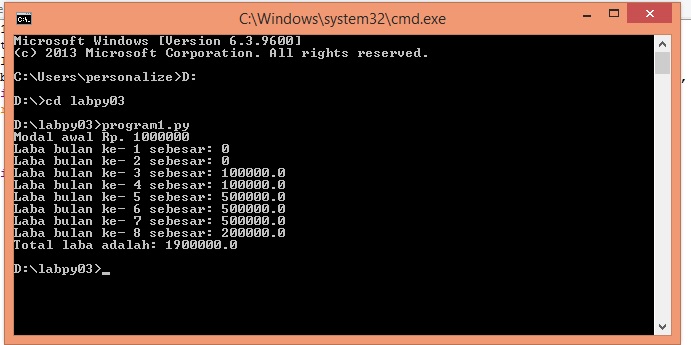 C:\Windows\system32\cmd.exe
Microsoft Windows [Version 6.3.9600]
(c) 2013 Microsoft Corporation. All rights reserved.
C:\Users\personalize>D:
D:\>cd labpy03
D:\labpy03>program1.py
Modal awal Rp. 1000000
Laba bulan ke- 1 sebesar: 0
Laba bulan ke- 2 sebesar: 0
Laba bulan ke- 3 sebesar: 100000.0
Laba bulan ke- 4 sebesar: 100000.0
Laba bulan ke- 5 sebesar: 500000.0
Laba bulan ke- 6 sebesar: 500000.0
Laba bulan ke- 7 sebesar: 500000.0
Laba bulan ke- 8 sebesar: 200000.0
Total laba adalah: 1900000.0
D:\labpy03>_